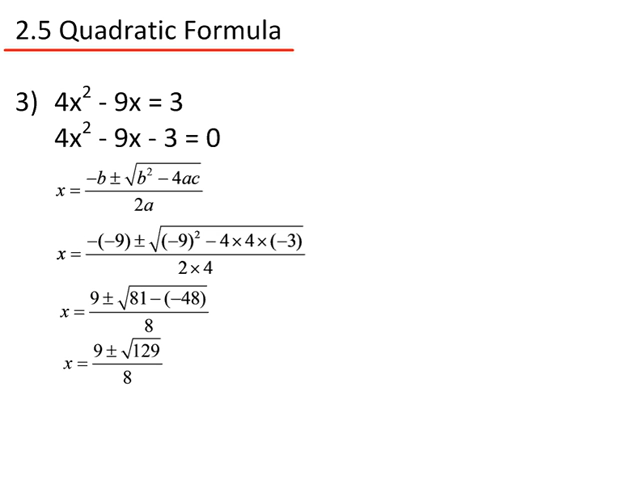 2.5 Quadratic Formula
3) 4x² - 9x = 3
4x² - 9x - 3 = 0
x = (-b ± √(b² - 4ac)) / 2a
x = (-(-9) ± √((-9)² - 4×4×(-3))) / 2×4
x = (9 ± √(81-(-48))) / 8
x = (9 ± √129) / 8